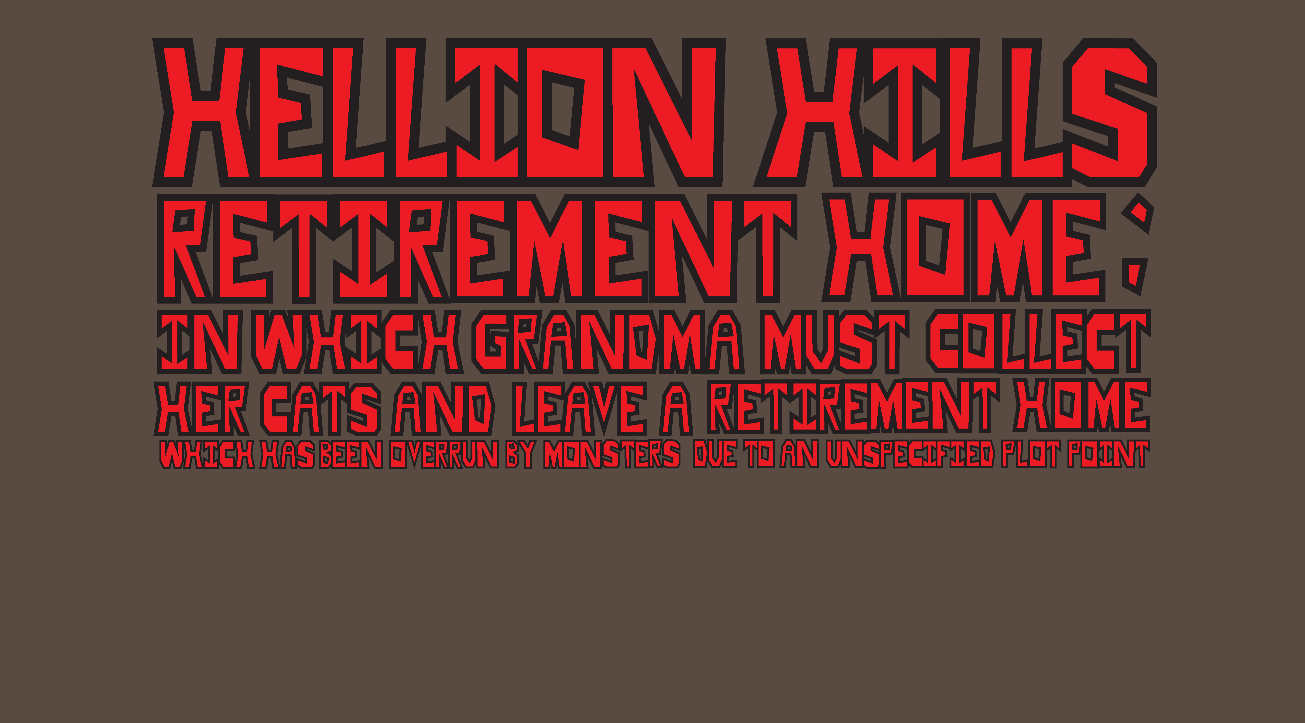 HELLION HILLS
RETIREMENT HOME:
IN WHICH GRANDMA MUST COLLECT
HER CATS AND LEAVE A RETIREMENT HOME
WHICH HAS BEEN OVERRUN BY MONSTERS DUE TO AN UNSPECIFIED PLOT POINT